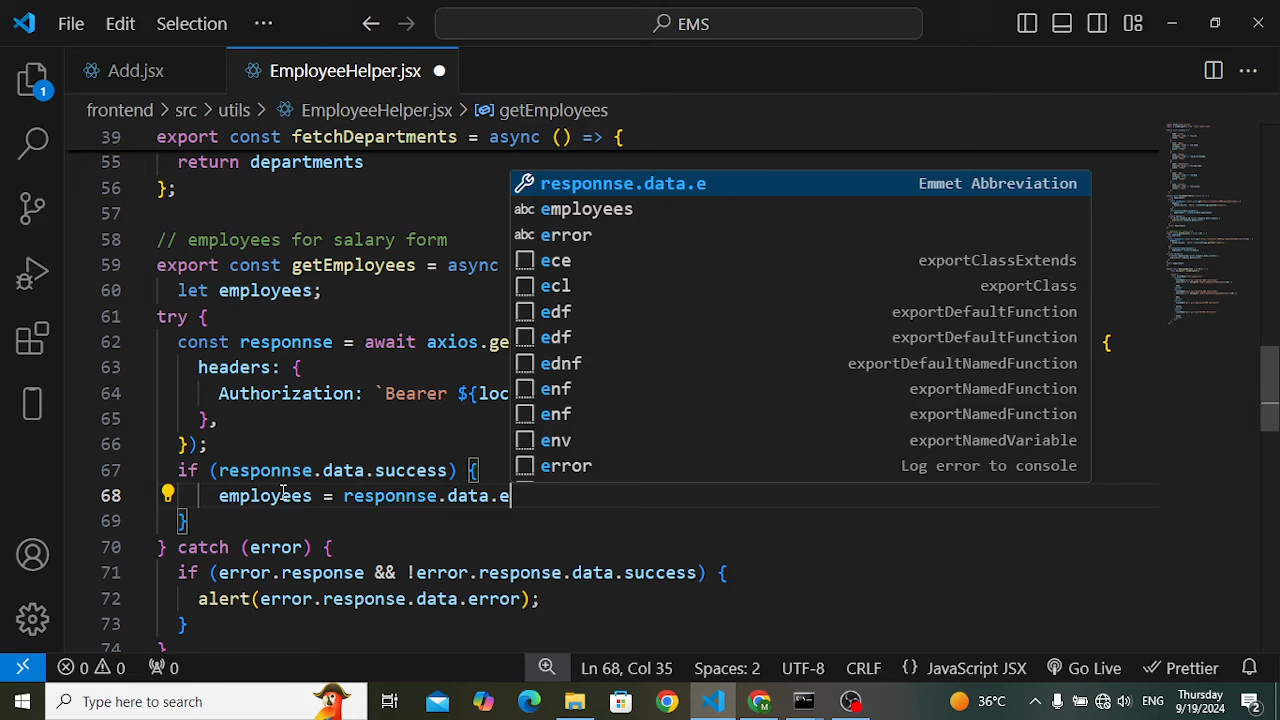 File Edit Selection ··· EMS
Add.jsx EmployeeHelper.jsx
frontend > src > utils > EmployeeHelper.jsx > getEmployees
39 export const fetchDepartments = async () => {
55 return departments
56 };
57
58 // employees for salary form
59 export const getEmployees = async
60 let employees;
61 try {
62 const responnse = await axios.ge {
63 headers: {
64 Authorization: `Bearer ${loc
65 },
66 });
67 if (responnse.data.success) {
68 employees = responnse.data.e
69 }
70 } catch (error) {
71 if (error.response && !error.response.data.success) {
72 alert(error.response.data.error);
73 }
74 }
responnse.data.e Emmet Abbreviation
abc employees
abc error
ece exportClassExtends
ecl exportClass
edf exportDefaultFunction
edf exportDefaultFunction
ednf exportDefaultNamedFunction
enf exportNamedFunction
enf exportNamedFunction
env exportNamedVariable
error Log error to console
1
0 0 0 Ln 68, Col 35 Spaces: 2 UTF-8 CRLF {} JavaScript JSX Go Live Prettier
Type here to search 36°C ENG Thursday 9/19/2024 2